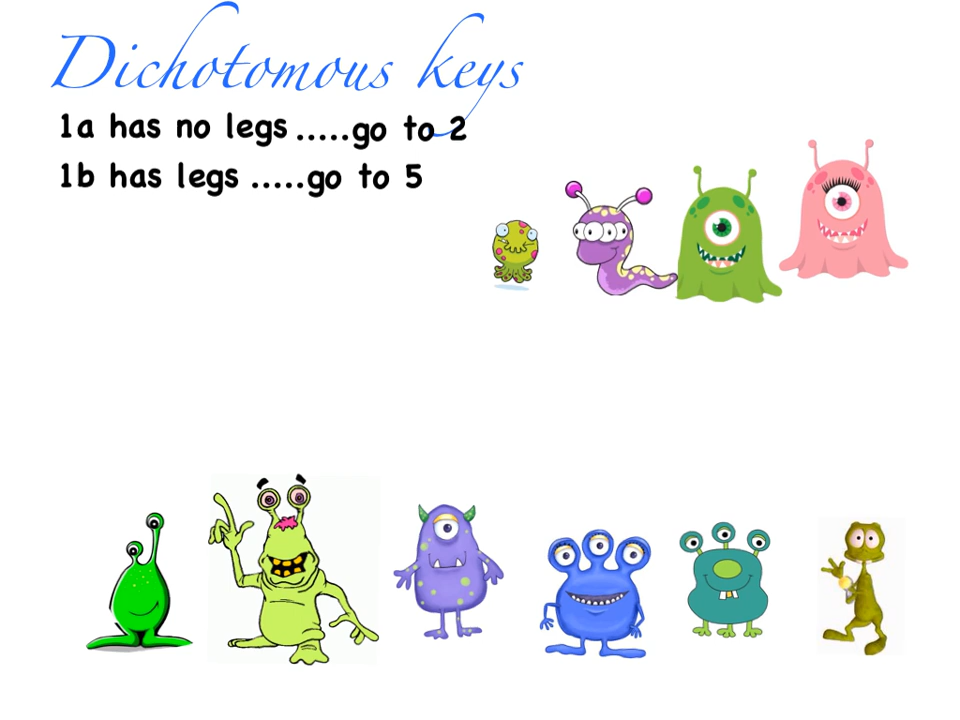 Dichotomous keys
1a has no legs .....go to 2
1b has legs .....go to 5